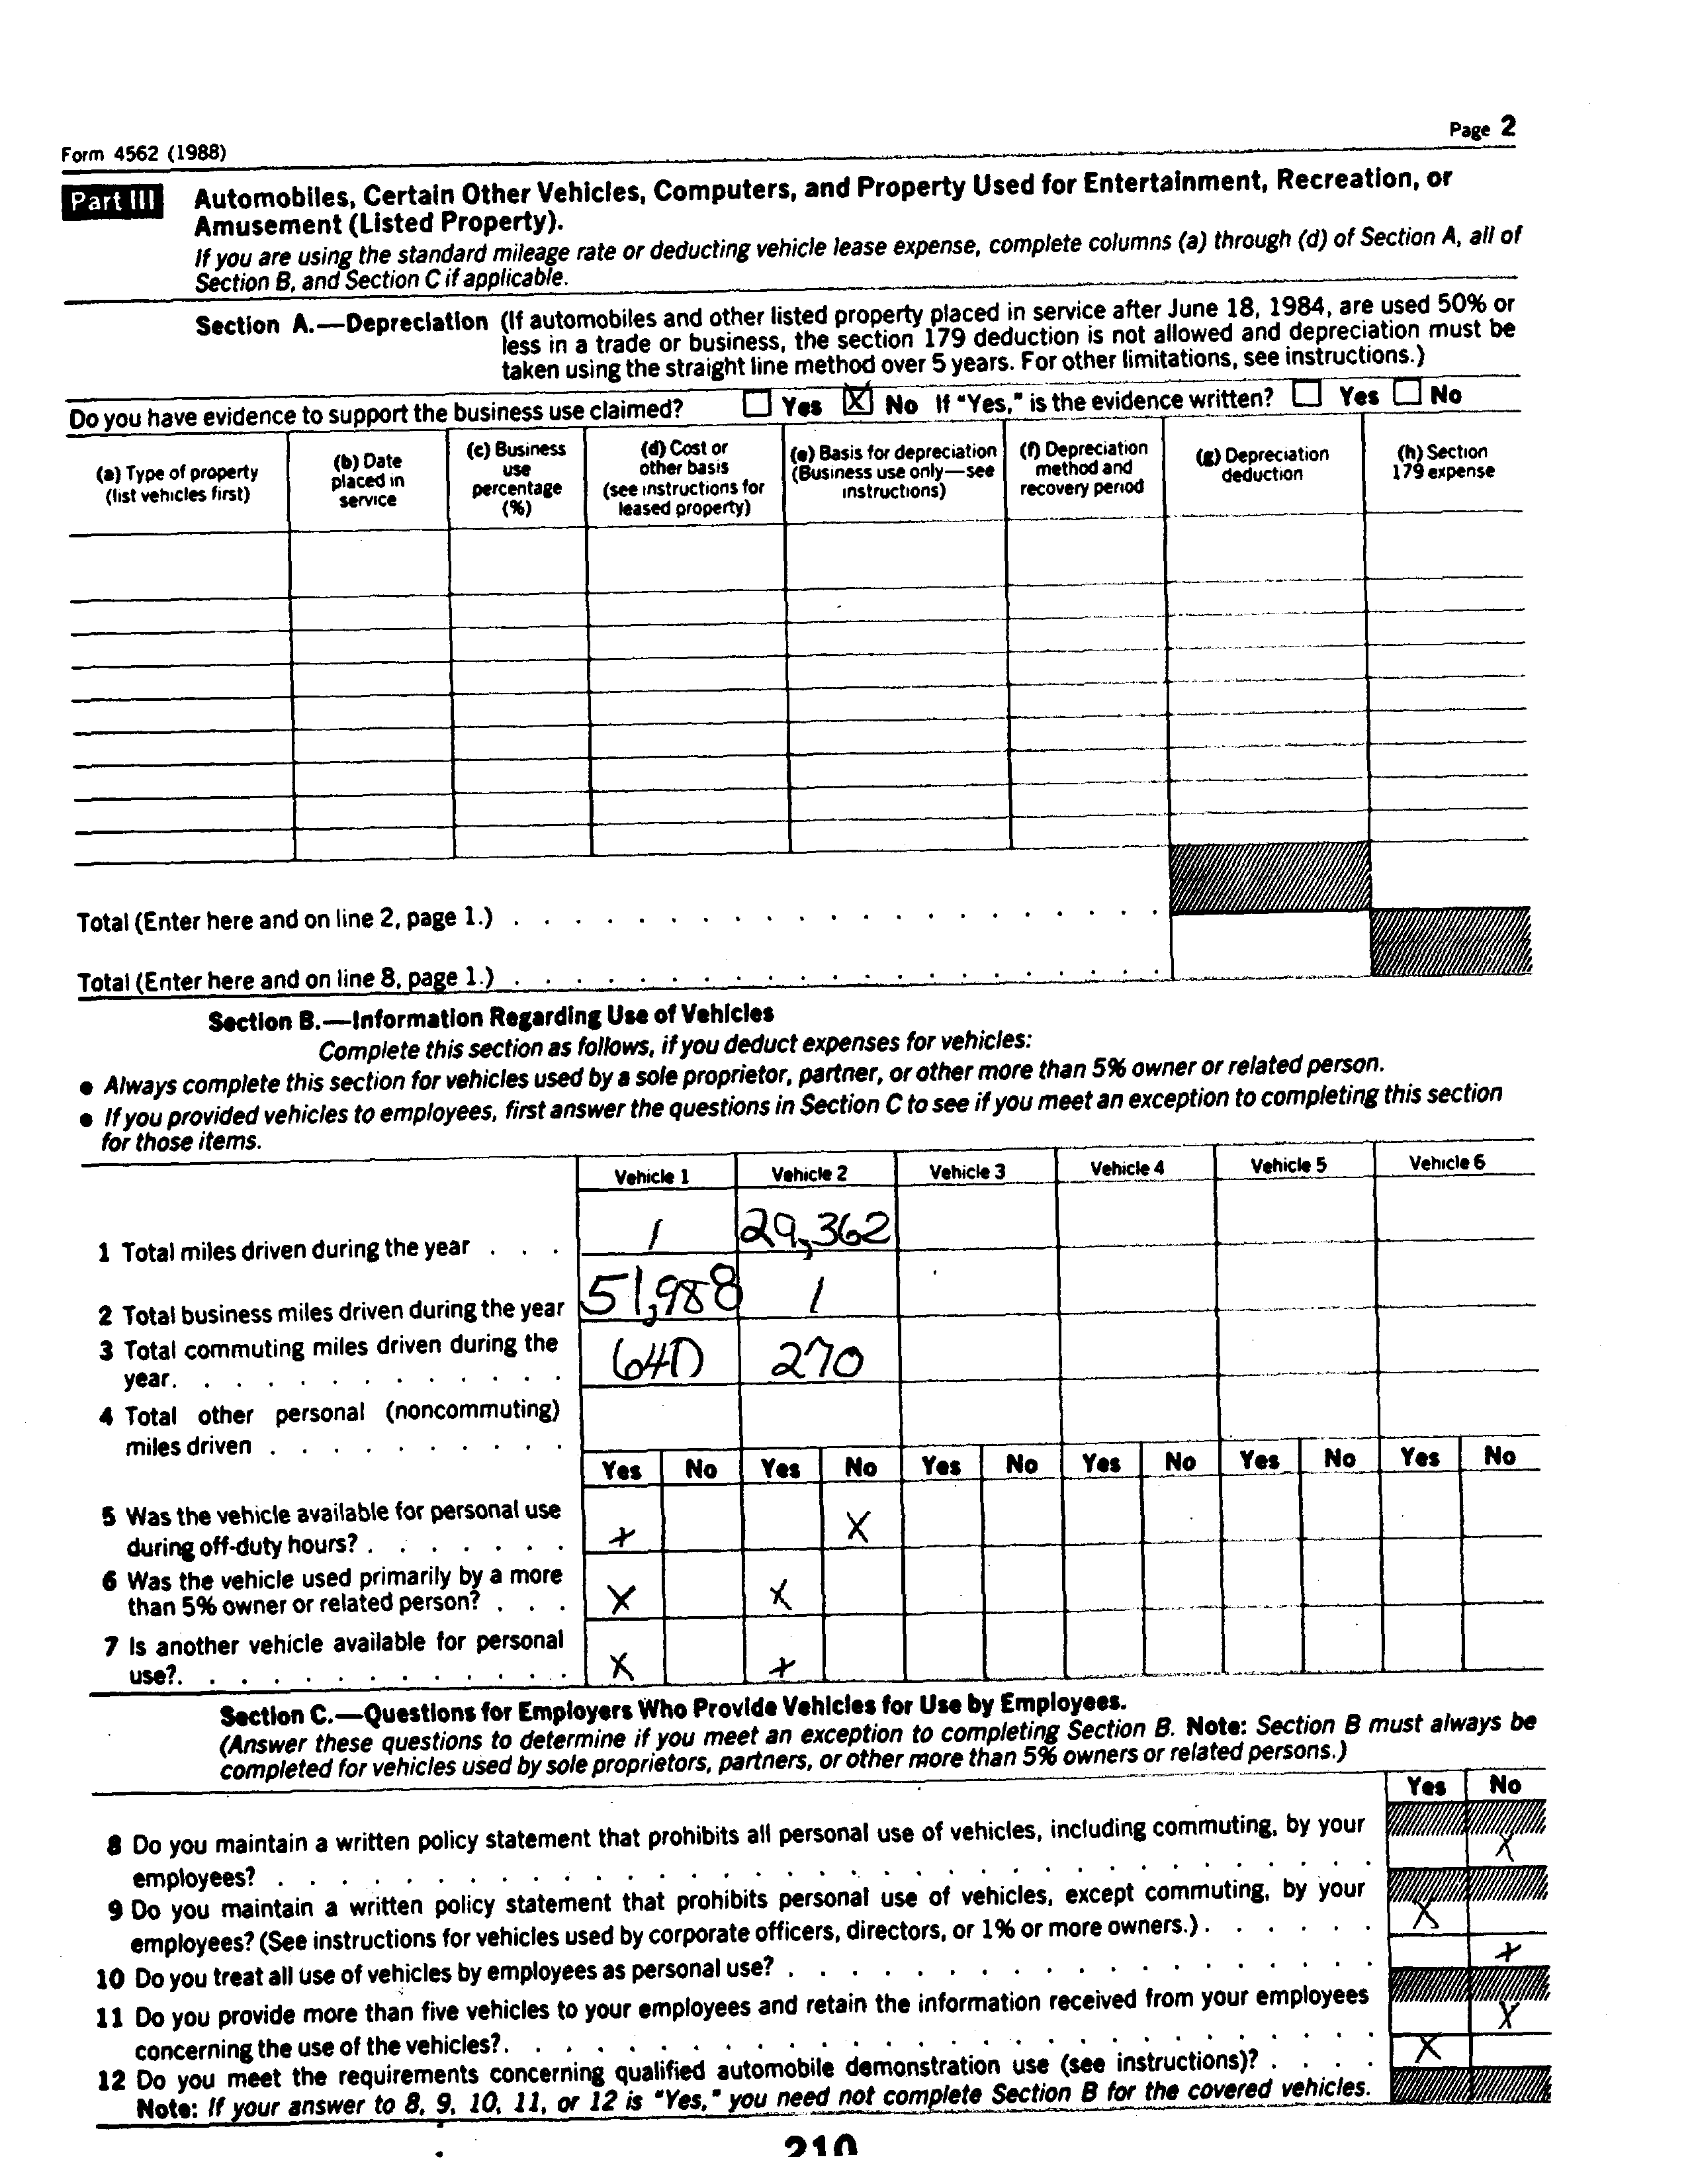 Form 4562 (1988)
Page 2
Part III
Automobiles, Certain Other Vehicles, Computers, and Property Used for Entertainment, Recreation, or
Amusement (Listed Property).
If you are using the standard mileage rate or deducting vehicle lease expense, complete columns (a) through (d) of Section A, all of
Section B, and Section C if applicable.
Section A.—Depreciation (If automobiles and other listed property placed in service after June 18, 1984, are used 50% or
less in a trade or business, the section 179 deduction is not allowed and depreciation must be
taken using the straight line method over 5 years. For other limitations, see instructions.)
Do you have evidence to support the business use claimed? ☐ Yes ☒ No If "Yes," is the evidence written? ☐ Yes ☐ No
(a) Type of property
(list vehicles first)
(b) Date
placed in
service
(c) Business
use
percentage
(%)
(d) Cost or
other basis
(see instructions for
leased property)
(e) Basis for depreciation
(Business use only—see
instructions)
(f) Depreciation
method and
recovery period
(g) Depreciation
deduction
(h) Section
179 expense
Total (Enter here and on line 2, page 1.) . . . . . . . . . . . . . . . . . . . . .
Total (Enter here and on line 8, page 1.) . . . . . . . . . . . . . . . . . . . . .
Section B.—Information Regarding Use of Vehicles
Complete this section as follows, if you deduct expenses for vehicles:
● Always complete this section for vehicles used by a sole proprietor, partner, or other more than 5% owner or related person.
● If you provided vehicles to employees, first answer the questions in Section C to see if you meet an exception to completing this section
for those items.
Vehicle 1 Vehicle 2 Vehicle 3 Vehicle 4 Vehicle 5 Vehicle 6
1 Total miles driven during the year . . . 1 29,362
2 Total business miles driven during the year 51,988 1
3 Total commuting miles driven during the
year. . . . . . . . . . . . . 640 270
4 Total other personal (noncommuting)
miles driven . . . . . . . . . .
Yes No Yes No Yes No Yes No Yes No Yes No
5 Was the vehicle available for personal use
during off-duty hours? . . . . . . . X X
6 Was the vehicle used primarily by a more
than 5% owner or related person? . . . X X
7 Is another vehicle available for personal
use?. . . . . . . . . . . . . X X
Section C.—Questions for Employers Who Provide Vehicles for Use by Employees.
(Answer these questions to determine if you meet an exception to completing Section B. Note: Section B must always be
completed for vehicles used by sole proprietors, partners, or other more than 5% owners or related persons.)
Yes No
8 Do you maintain a written policy statement that prohibits all personal use of vehicles, including commuting, by your
employees? . . . . . . . . . . . . . . . . . . . . . . . . . . . X
9 Do you maintain a written policy statement that prohibits personal use of vehicles, except commuting, by your
employees? (See instructions for vehicles used by corporate officers, directors, or 1% or more owners.) . . . . . . X
10 Do you treat all use of vehicles by employees as personal use? . . . . . . . . . . . . . . . . X
11 Do you provide more than five vehicles to your employees and retain the information received from your employees
concerning the use of the vehicles?. . . . . . . . . . . . . . . . . . . . . . X
12 Do you meet the requirements concerning qualified automobile demonstration use (see instructions)? . . . . X
Note: If your answer to 8, 9, 10, 11, or 12 is "Yes," you need not complete Section B for the covered vehicles.
210